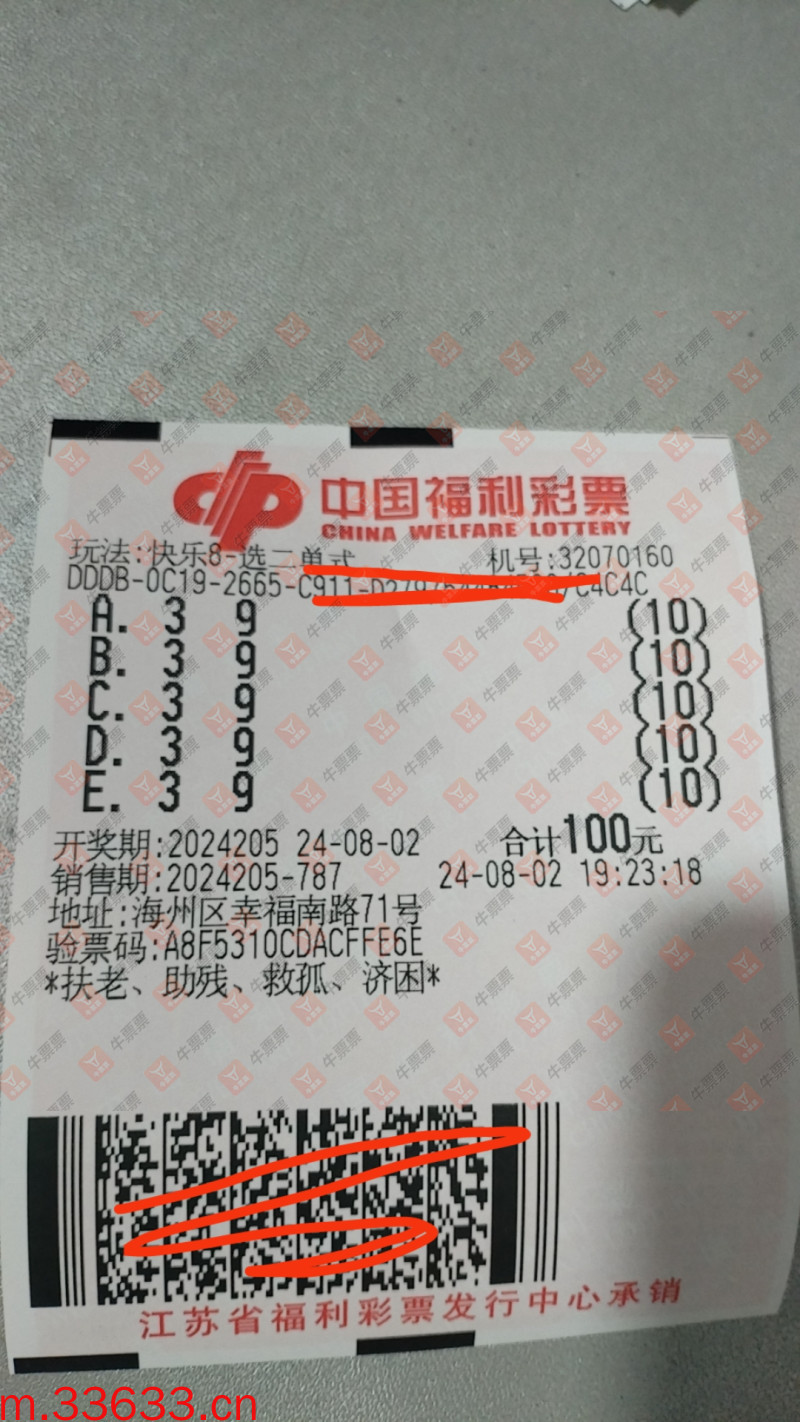 中国福利彩票
CHINA WELFARE LOTTERY
玩法:快乐8-选二单式 机号:32070160
DDDB-0C19-2665-C911- /C4C4C
A. 3 9 (10)
B. 3 9 (10)
C. 3 9 (10)
D. 3 9 (10)
E. 3 9 (10)
开奖期:2024205 24-08-02 合计100元
销售期:2024205-787 24-08-02 19:23:18
地址:海州区幸福南路71号
验票码:A8F5310CDACFFE6E
*扶老、助残、救孤、济困*
江苏省福利彩票发行中心承销
牛票票
m.33633.cn